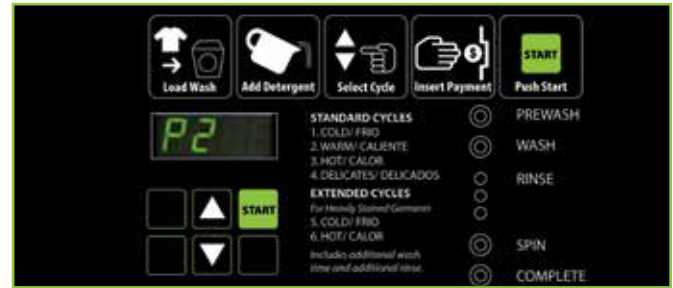 START
Load Wash
Add Detergent
Select Cycle
Insert Payment
Push Start
$
P2
STANDARD CYCLES
1. COLD/ FRIO
2. WARM/ CALIENTE
3. HOT/ CALOR
4. DELICATES/ DELICADOS
EXTENDED CYCLES
For Heavily Stained Garments
5. COLD/ FRIO
6. HOT/ CALOR
Includes additional wash
time and additional rinse.
START
PREWASH
WASH
RINSE
SPIN
COMPLETE